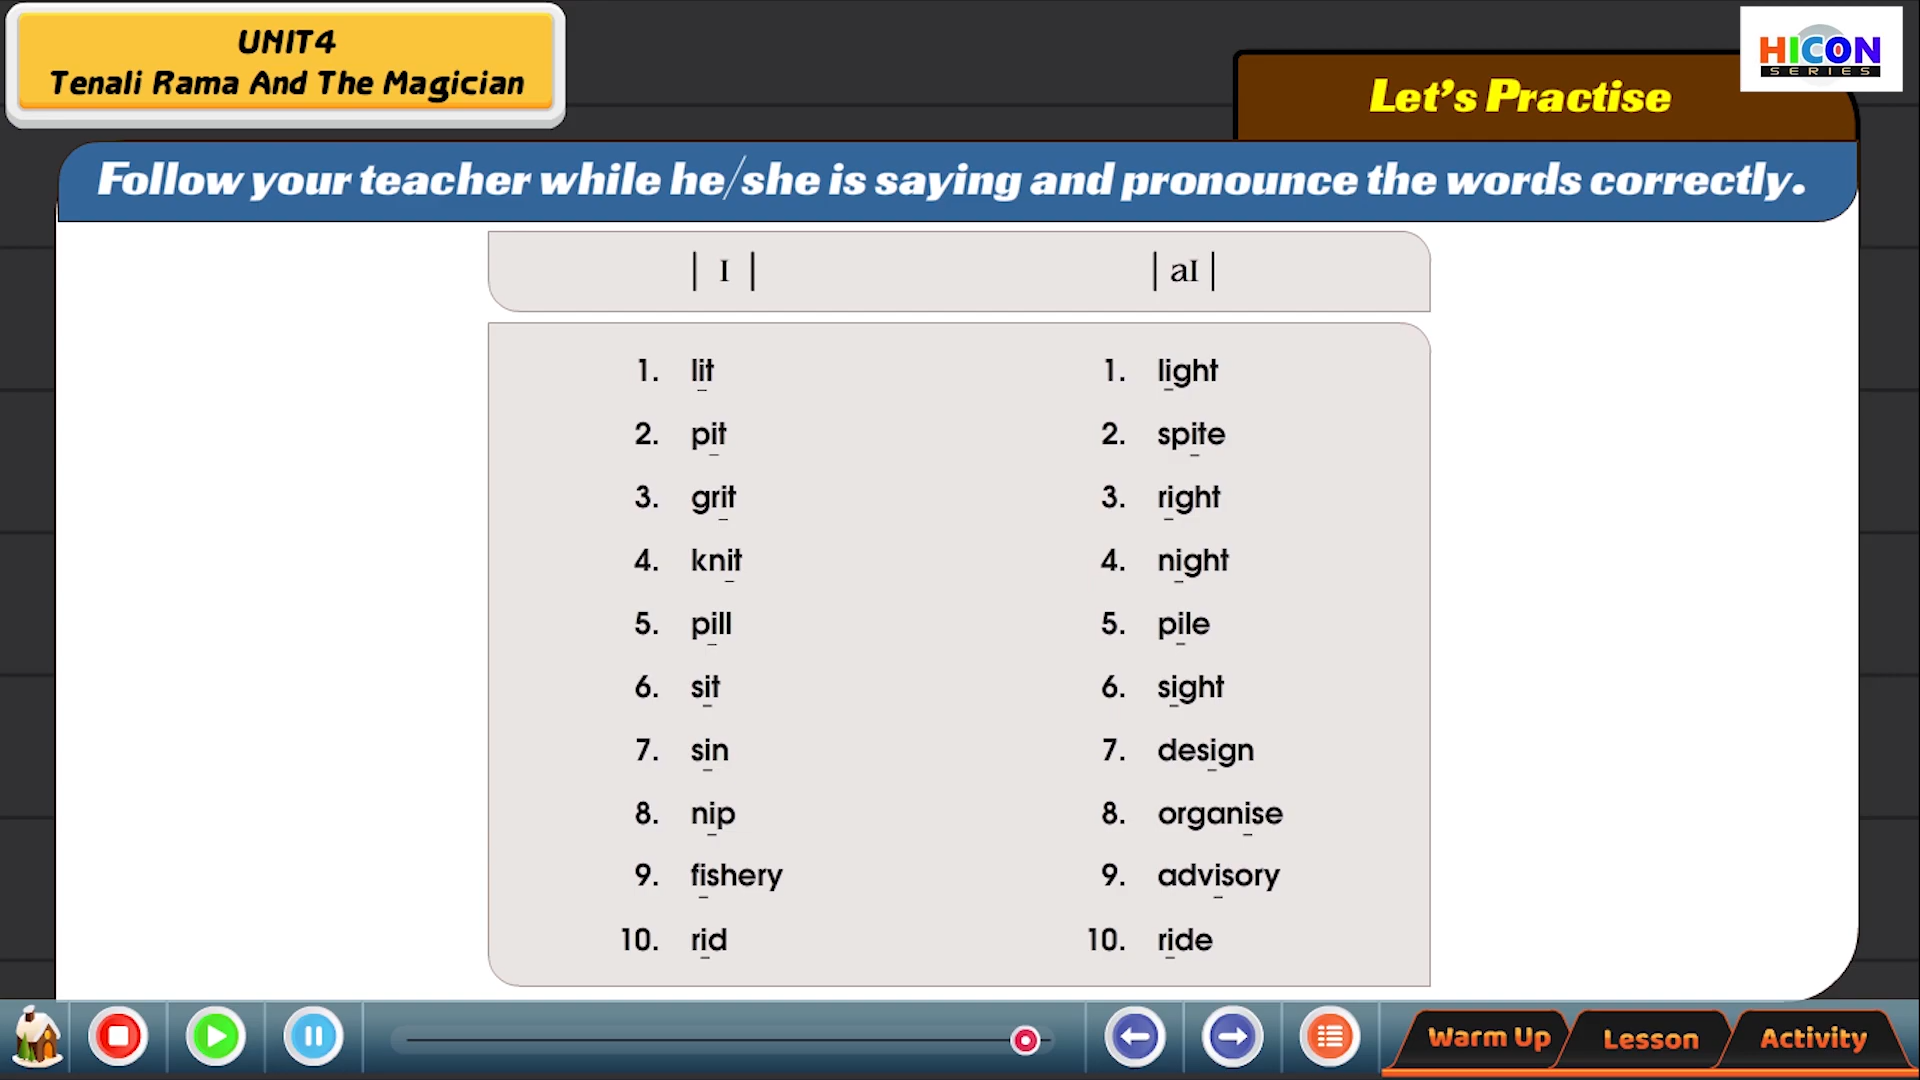 UNIT4
Tenali Rama And The Magician
HICON
SERIES
Let's Practise
Follow your teacher while he/she is saying and pronounce the words correctly.
| I | | aI |
1. lit 1. light
2. pit 2. spite
3. grit 3. right
4. knit 4. night
5. pill 5. pile
6. sit 6. sight
7. sin 7. design
8. nip 8. organise
9. fishery 9. advisory
10. rid 10. ride
Warm Up Lesson Activity